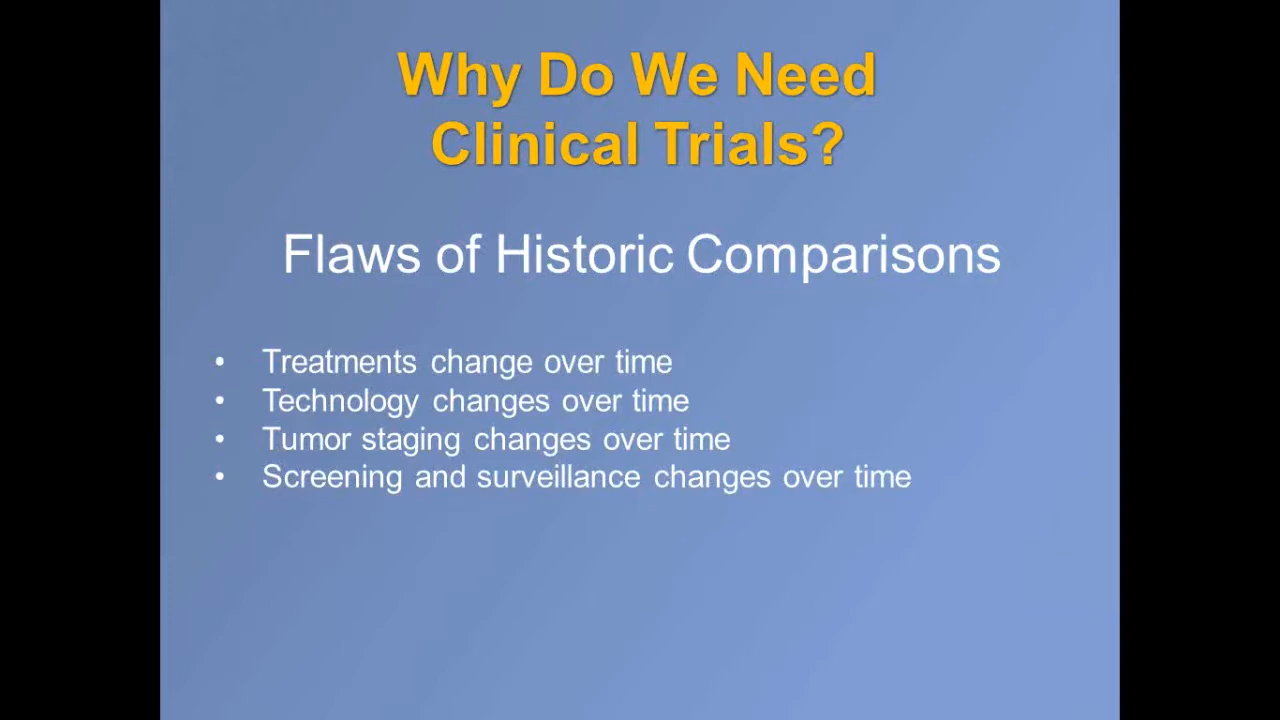 Why Do We Need
Clinical Trials?
Flaws of Historic Comparisons
• Treatments change over time
• Technology changes over time
• Tumor staging changes over time
• Screening and surveillance changes over time